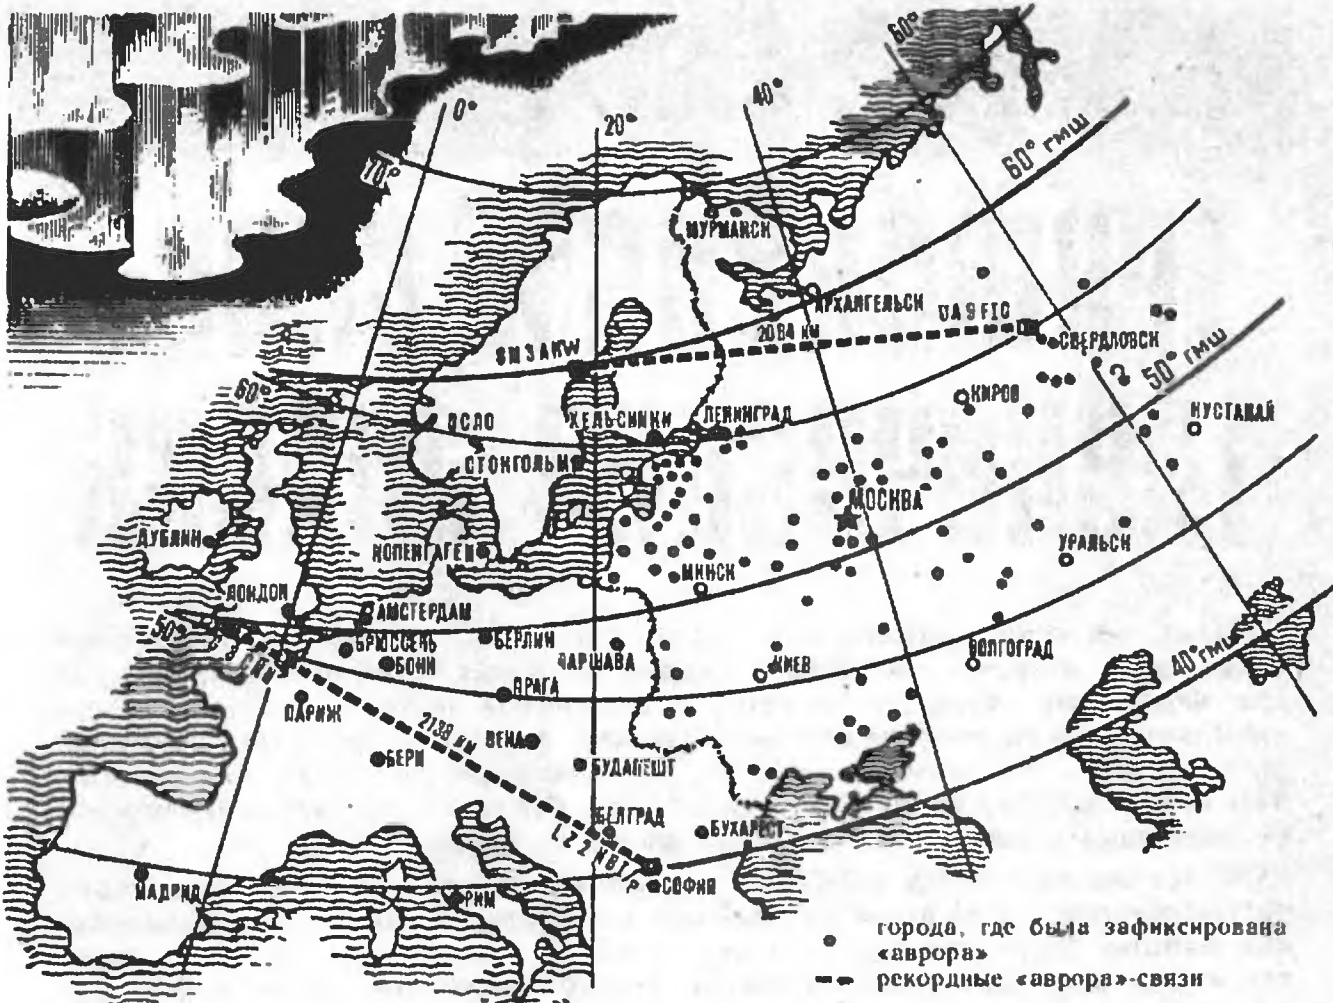 0°
20°
40°
60°
70°
60° ГМШ
МУРМАНСК
АРХАНГЕЛЬСК
UA9FIG
2084 км
SM3AKW
СВЕРДЛОВСК
50° ГМШ
?
60°
КИРОВ
КУСТАНАЙ
ОСЛО
ХЕЛЬСИНКИ
ЛЕНИНГРАД
СТОКГОЛЬМ
МОСКВА
ДУБЛИН
КОПЕНГАГЕН
УРАЛЬСК
МИНСК
ЛОНДОН
АМСТЕРДАМ
50°
БРЮССЕЛЬ
БЕРЛИН
БОНН
ВАРШАВА
КИЕВ
ВОЛГОГРАД
40° ГМШ
ПРАГА
ПАРИЖ
2138 км
ВЕНА
БЕРН
БУДАПЕШТ
БЕЛГРАД
БУХАРЕСТ
СОФИЯ
МАДРИД
РИМ
города, где была зафиксирована
«аврора»
рекордные «аврора»-связи